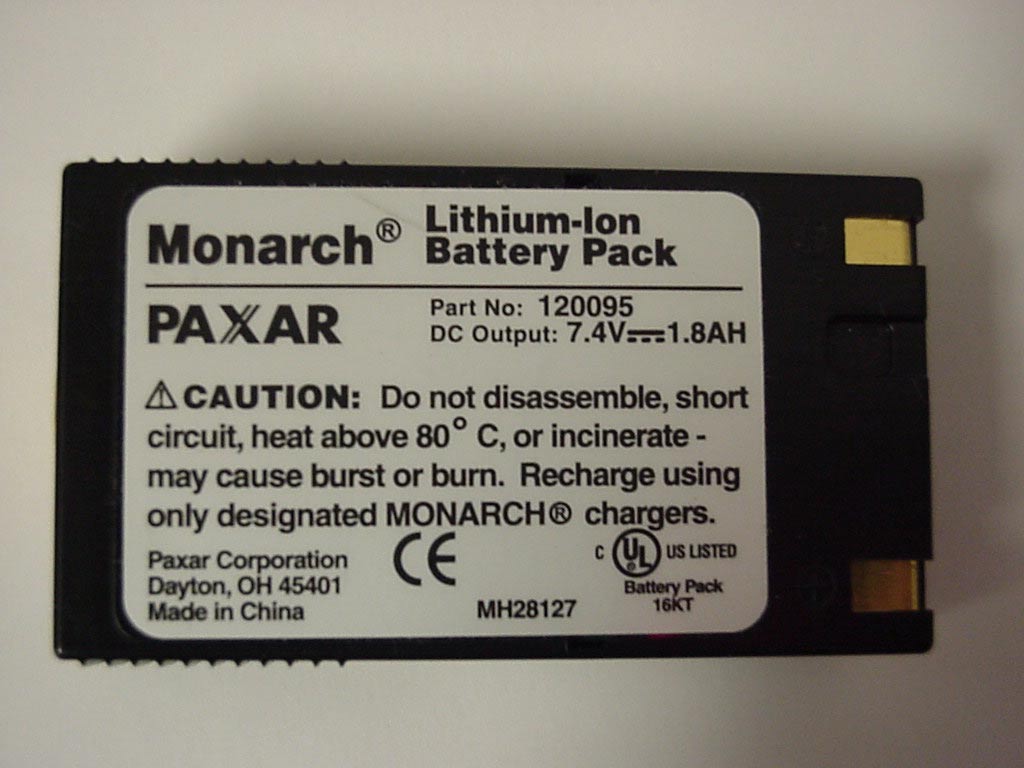 Monarch®
Lithium-Ion
Battery Pack
PAXAR
Part No: 120095
DC Output: 7.4V⎓1.8AH
⚠ CAUTION: Do not disassemble, short
circuit, heat above 80° C, or incinerate -
may cause burst or burn. Recharge using
only designated MONARCH® chargers.
Paxar Corporation
Dayton, OH 45401
Made in China
CE
MH28127
C UL® US LISTED
Battery Pack
16KT